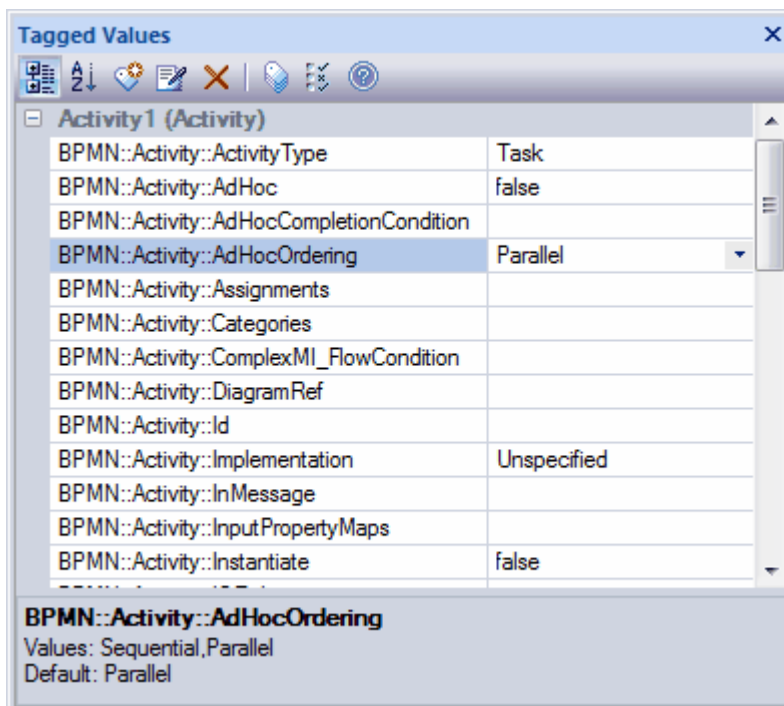 Tagged Values
Activity1 (Activity)
BPMN::Activity::ActivityType Task
BPMN::Activity::AdHoc false
BPMN::Activity::AdHocCompletionCondition
BPMN::Activity::AdHocOrdering Parallel
BPMN::Activity::Assignments
BPMN::Activity::Categories
BPMN::Activity::ComplexMI_FlowCondition
BPMN::Activity::DiagramRef
BPMN::Activity::Id
BPMN::Activity::Implementation Unspecified
BPMN::Activity::InMessage
BPMN::Activity::InputPropertyMaps
BPMN::Activity::Instantiate false
BPMN::Activity::AdHocOrdering
Values: Sequential,Parallel
Default: Parallel